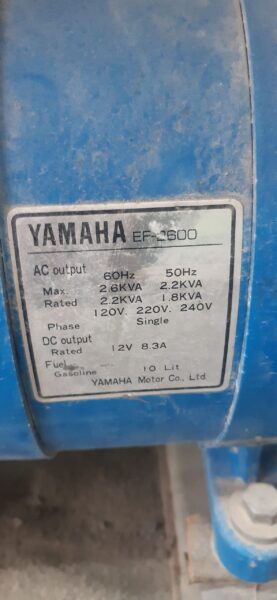 YAMAHA EF-2600
AC output 60Hz 50Hz
Max. 2.6KVA 2.2KVA
Rated 2.2KVA 1.8KVA
120V. 220V. 240V
Phase Single
DC output
Rated 12V 8.3A
Fuel
Gasoline 10 Lit
YAMAHA Motor Co., Ltd.